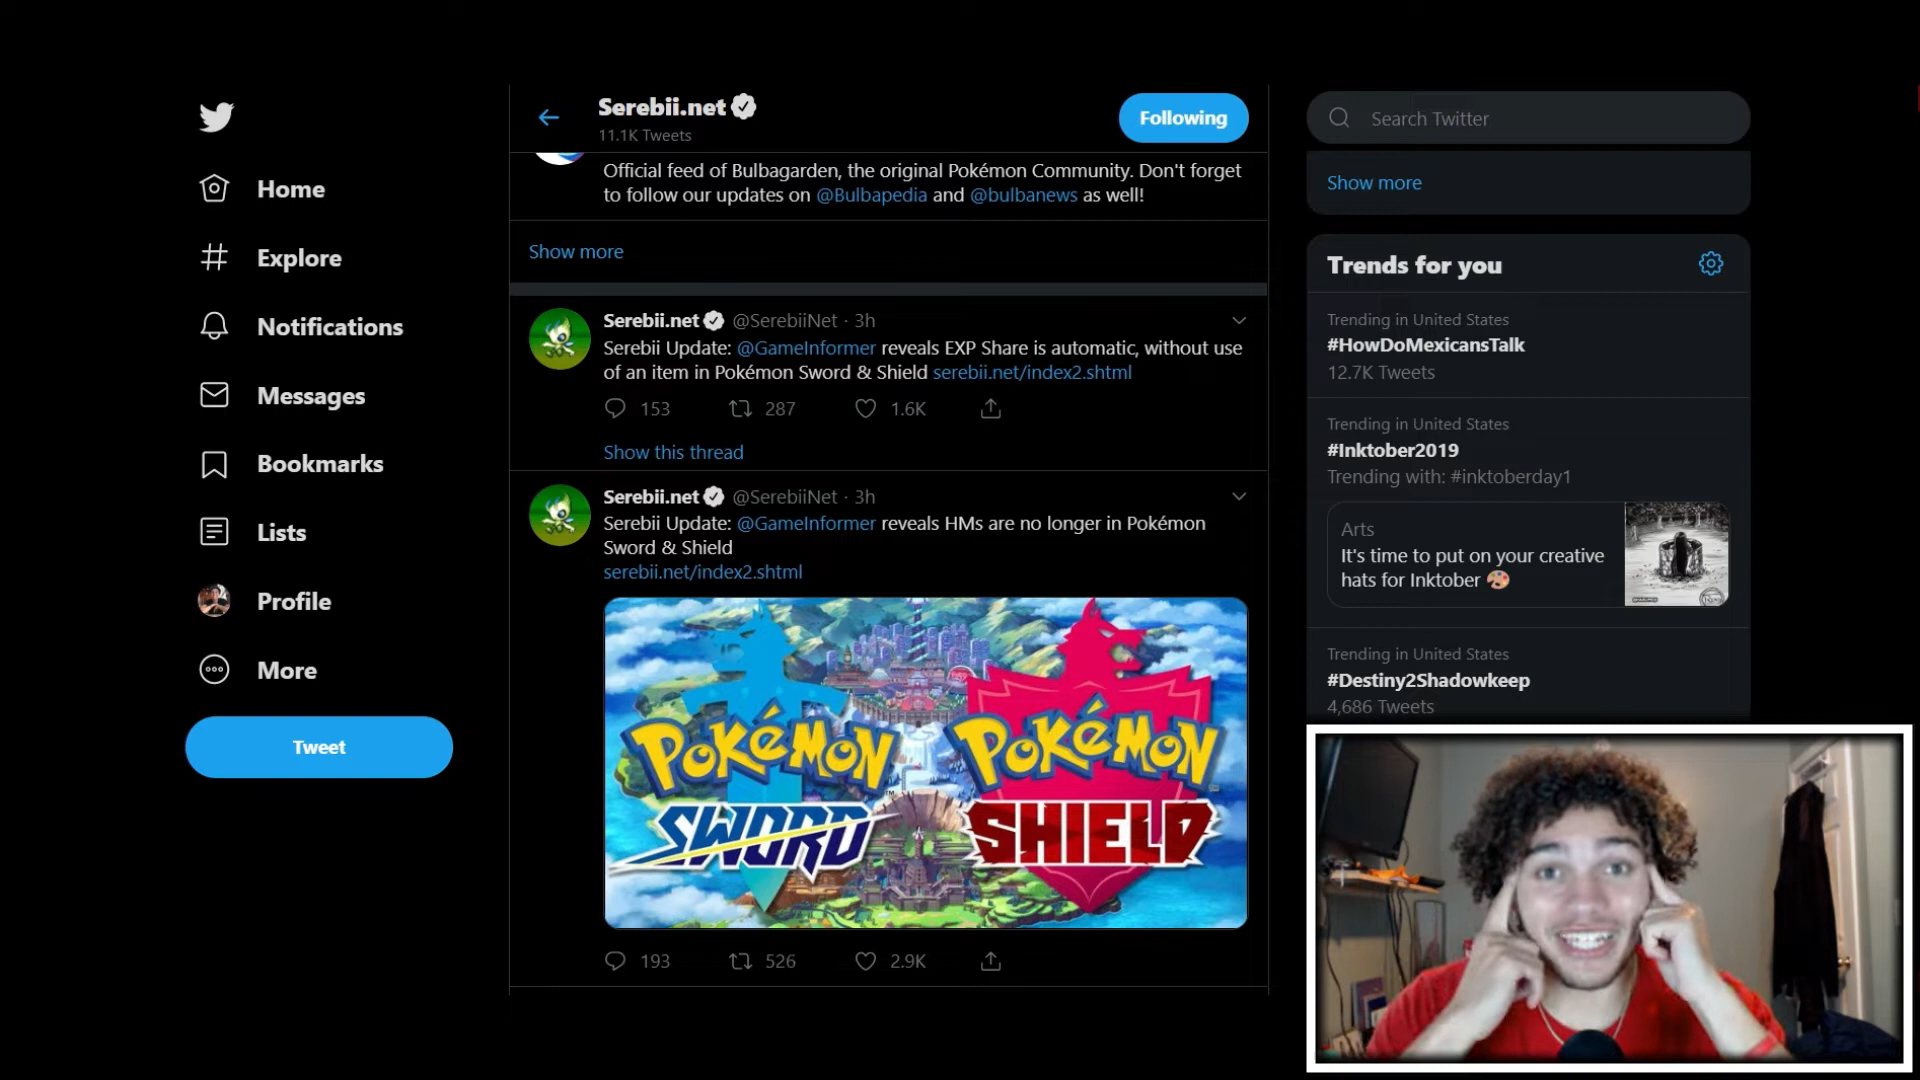 Home
Explore
Notifications
Messages
Bookmarks
Lists
Profile
More
Tweet
Serebii.net
11.1K Tweets
Following
Official feed of Bulbagarden, the original Pokémon Community. Don't forget
to follow our updates on @Bulbapedia and @bulbanews as well!
Show more
Serebii.net @SerebiiNet · 3h
Serebii Update: @GameInformer reveals EXP Share is automatic, without use
of an item in Pokémon Sword & Shield serebii.net/index2.shtml
153 287 1.6K
Show this thread
Serebii.net @SerebiiNet · 3h
Serebii Update: @GameInformer reveals HMs are no longer in Pokémon
Sword & Shield
serebii.net/index2.shtml
POKéMON
SWORD
POKéMON
SHIELD
193 526 2.9K
Search Twitter
Show more
Trends for you
Trending in United States
#HowDoMexicansTalk
12.7K Tweets
Trending in United States
#Inktober2019
Trending with: #inktoberday1
Arts
It's time to put on your creative
hats for Inktober 🎨
Trending in United States
#Destiny2Shadowkeep
4,686 Tweets